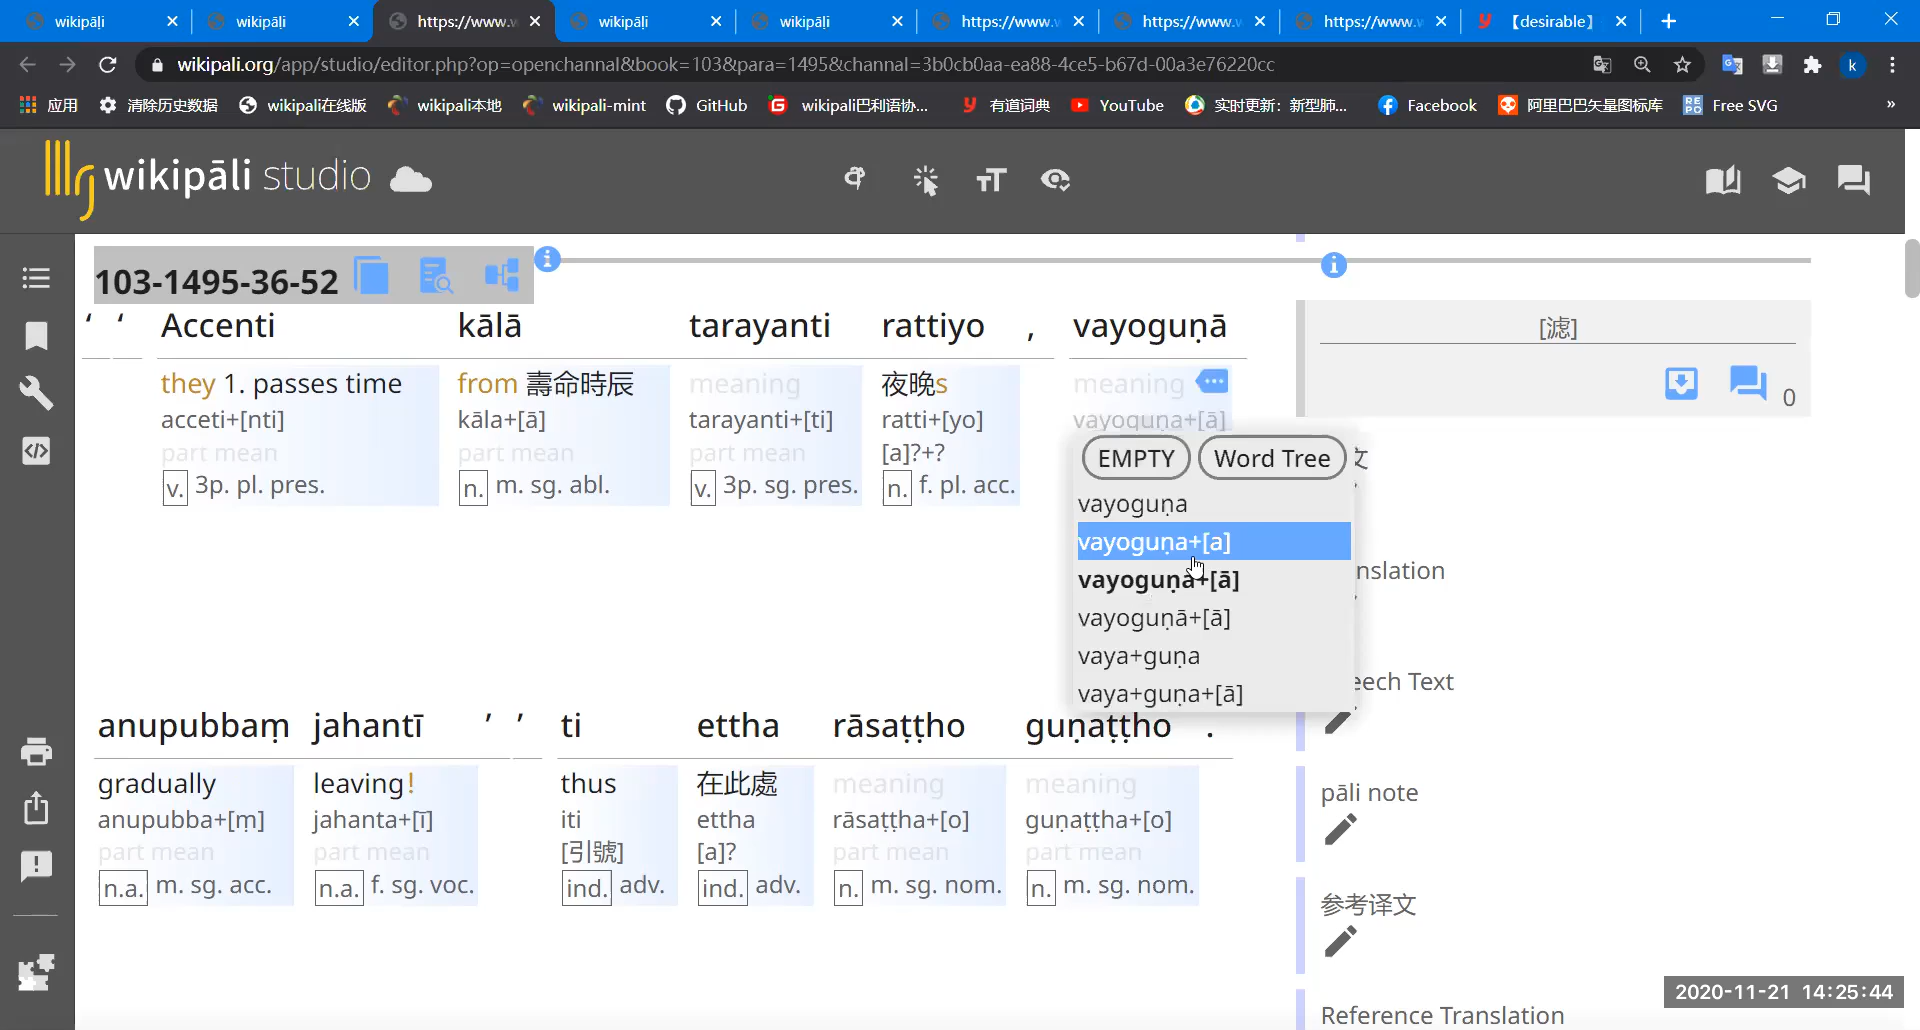 wikipāli
wikipāli
https://www.w
wikipāli
wikipāli
https://www.w
https://www.w
https://www.w
【desirable】
wikipali.org/app/studio/editor.php?op=openchannal&book=103&para=1495&channal=3b0cb0aa-ea88-4ce5-b67d-00a3e76220cc
k
应用
清除历史数据
wikipali在线版
wikipali本地
wikipali-mint
GitHub
wikipali巴利语协...
有道词典
YouTube
实时更新：新型肺...
Facebook
阿里巴巴矢量图标库
Free SVG
»
wikipāli studio
103-1495-36-52
‘ ‘ Accenti kālā tarayanti rattiyo , vayoguṇā
they 1. passes time from 壽命時辰 meaning 夜晚s meaning
acceti+[nti] kāla+[ā] tarayanti+[ti] ratti+[yo] vayoguṇa+[ā]
part mean part mean part mean [a]?+?
v. 3p. pl. pres. n. m. sg. abl. v. 3p. sg. pres. n. f. pl. acc.
EMPTY Word Tree
vayoguṇa
vayoguṇa+[a]
vayoguṇa+[ā]
vayoguṇā+[ā]
vaya+guṇa
vaya+guṇa+[ā]
anupubbaṃ jahantī ’ ’ ti ettha rāsaṭṭho guṇaṭṭho .
gradually leaving! thus 在此處 meaning meaning
anupubba+[ṃ] jahanta+[ī] iti ettha rāsaṭṭha+[o] guṇaṭṭha+[o]
part mean part mean [引號] [a]? part mean part mean
n.a. m. sg. acc. n.a. f. sg. voc. ind. adv. ind. adv. n. m. sg. nom. n. m. sg. nom.
[滤]
0
文
nslation
eech Text
pāli note
参考译文
Reference Translation
2020-11-21 14:25:44